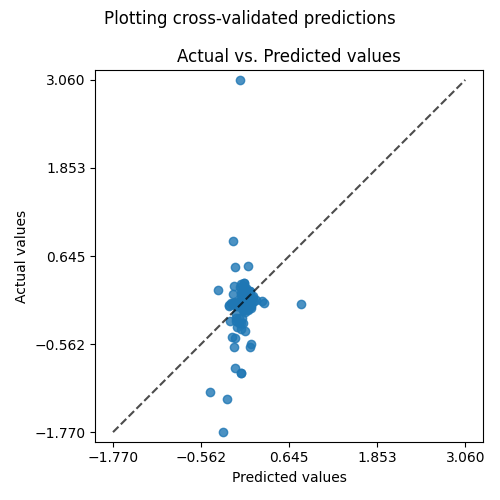 Plotting cross-validated predictions
Actual vs. Predicted values
3.060
1.853
0.645
−0.562
−1.770
Actual values
−1.770 −0.562 0.645 1.853 3.060
Predicted values